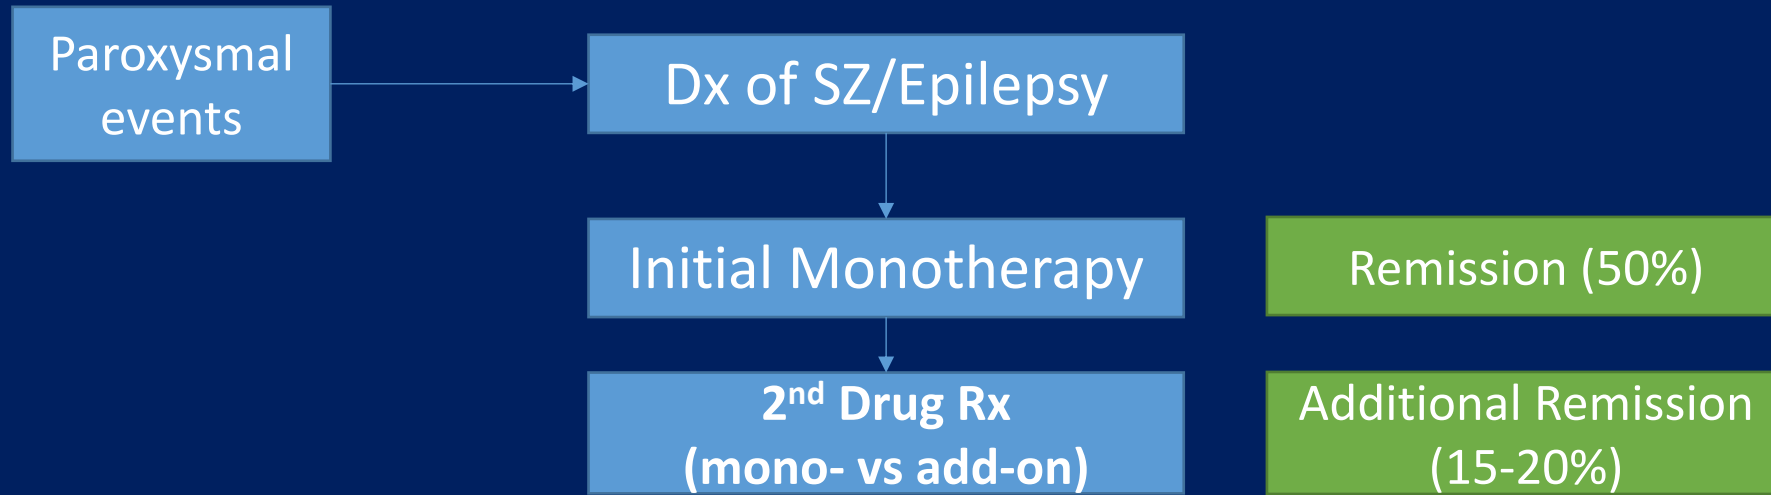 Paroxysmal
events
Dx of SZ/Epilepsy
Initial Monotherapy
Remission (50%)
2nd Drug Rx
(mono- vs add-on)
Additional Remission
(15-20%)